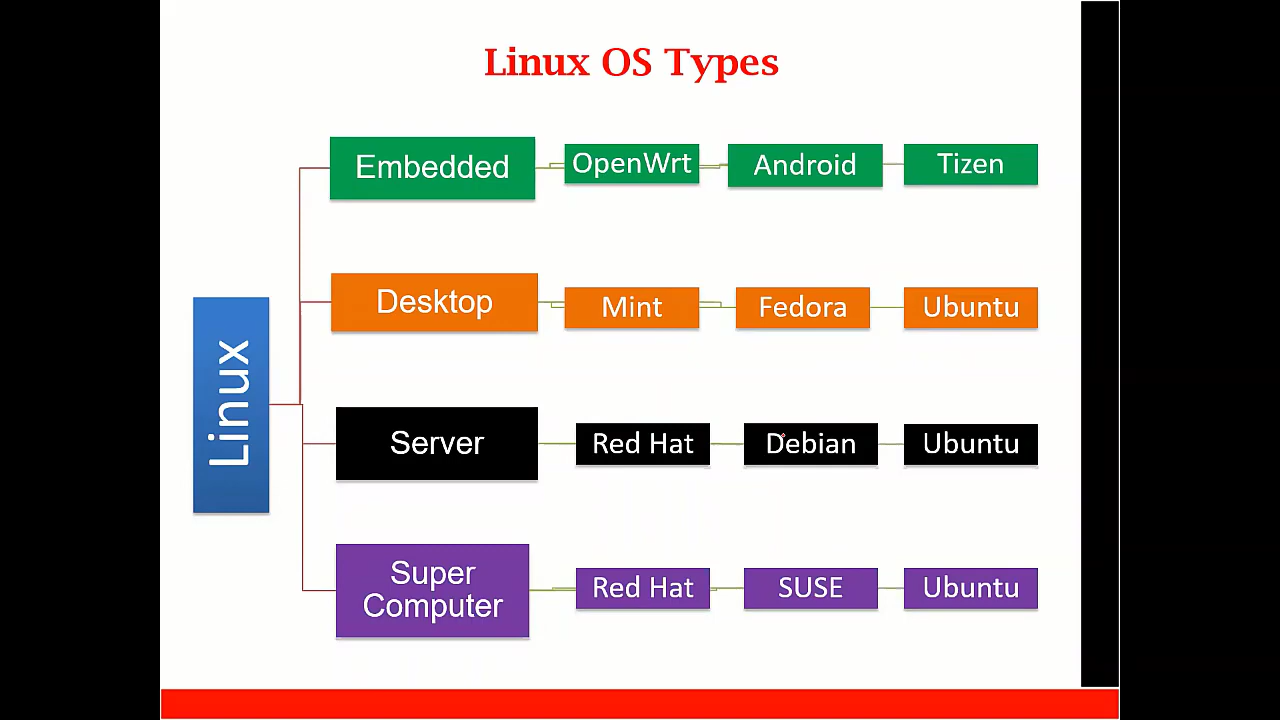 Linux OS Types
Embedded
OpenWrt
Android
Tizen
Desktop
Mint
Fedora
Ubuntu
Linux
Server
Red Hat
Debian
Ubuntu
Super
Computer
Red Hat
SUSE
Ubuntu